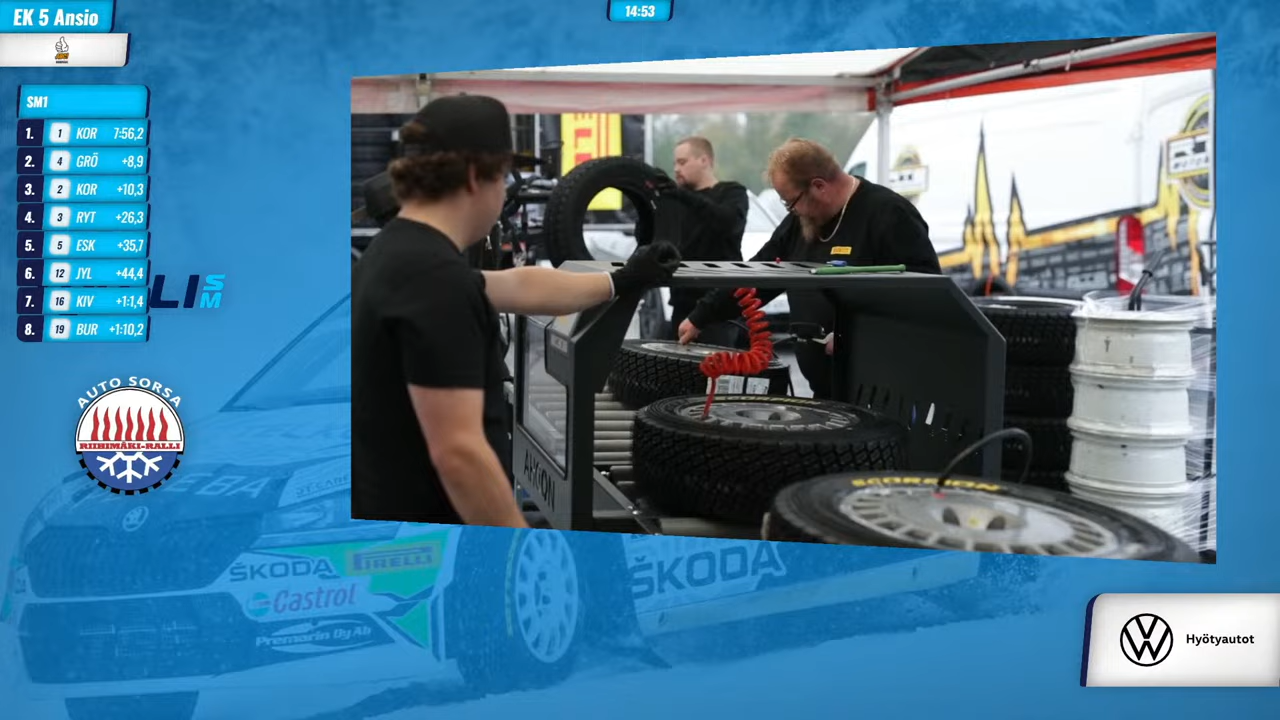 EK 5 Ansio
14:53
SM1
1. 1 KOR 7:56,2
2. 4 GRÖ +8,9
3. 2 KOR +10,3
4. 3 RYT +26,3
5. 5 ESK +35,7
6. 12 JYL +44,4
7. 16 KIV +1:1,4
8. 19 BUR +1:10,2
LI SM
AUTO SORSA
RIIHIMÄKI-RALLI
ŠKODA
PIRELLI
Castrol
Premarin Oy Ab
ŠKODA
SCORPION
Hyötyautot